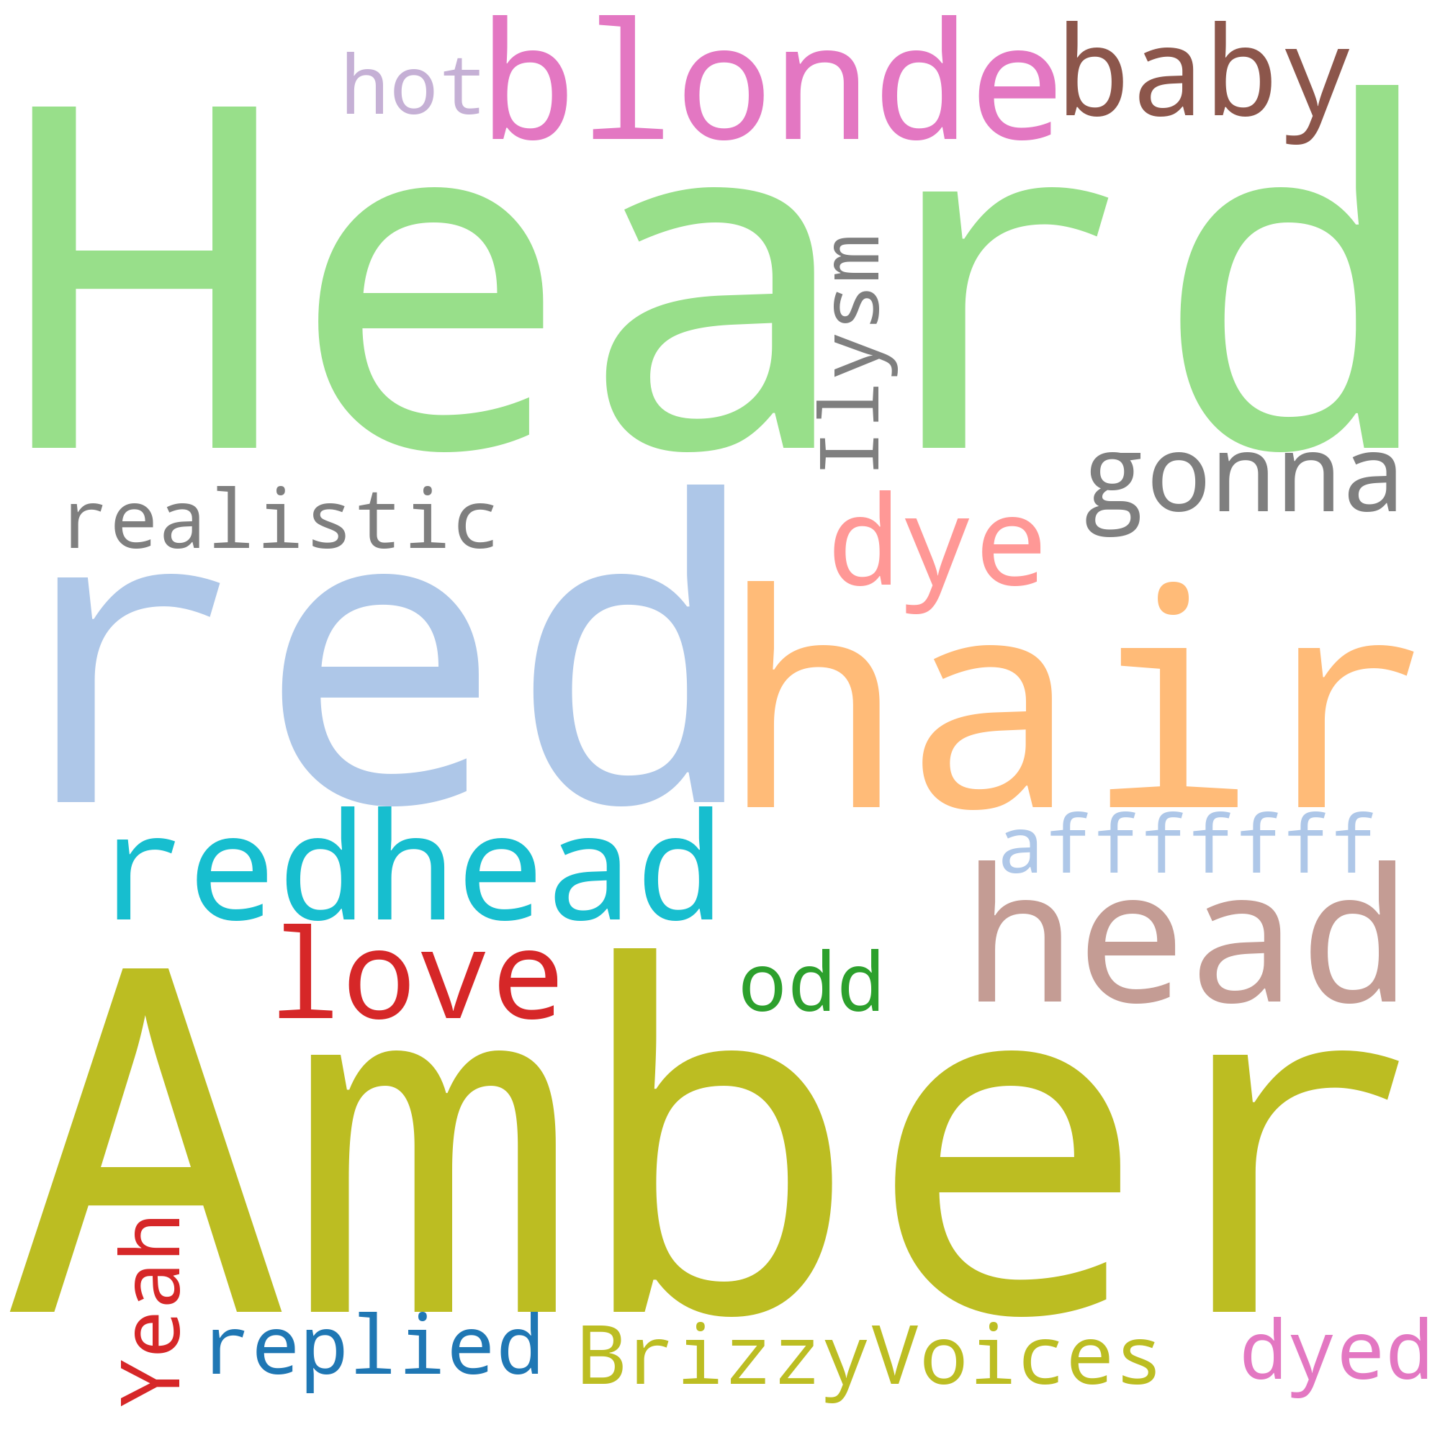 hot blonde baby
Heard
Ilysm
gonna
realistic
dye
red hair
redhead
afffffff
head
love
odd
Amber
Yeah
replied BrizzyVoices dyed